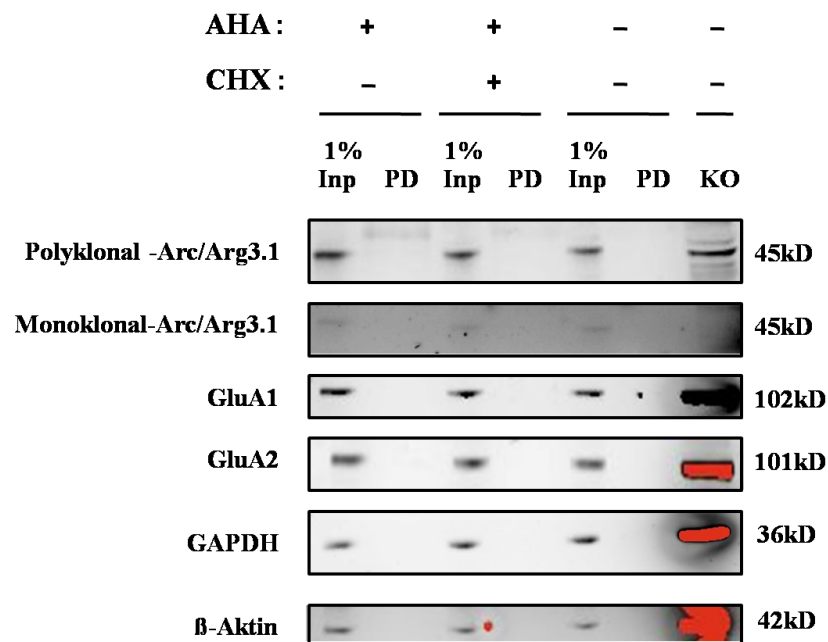 AHA : + + – –
CHX : – + – –
1% 1% 1%
Inp PD Inp PD Inp PD KO
Polyklonal -Arc/Arg3.1 45kD
Monoklonal-Arc/Arg3.1 45kD
GluA1 102kD
GluA2 101kD
GAPDH 36kD
ß-Aktin 42kD